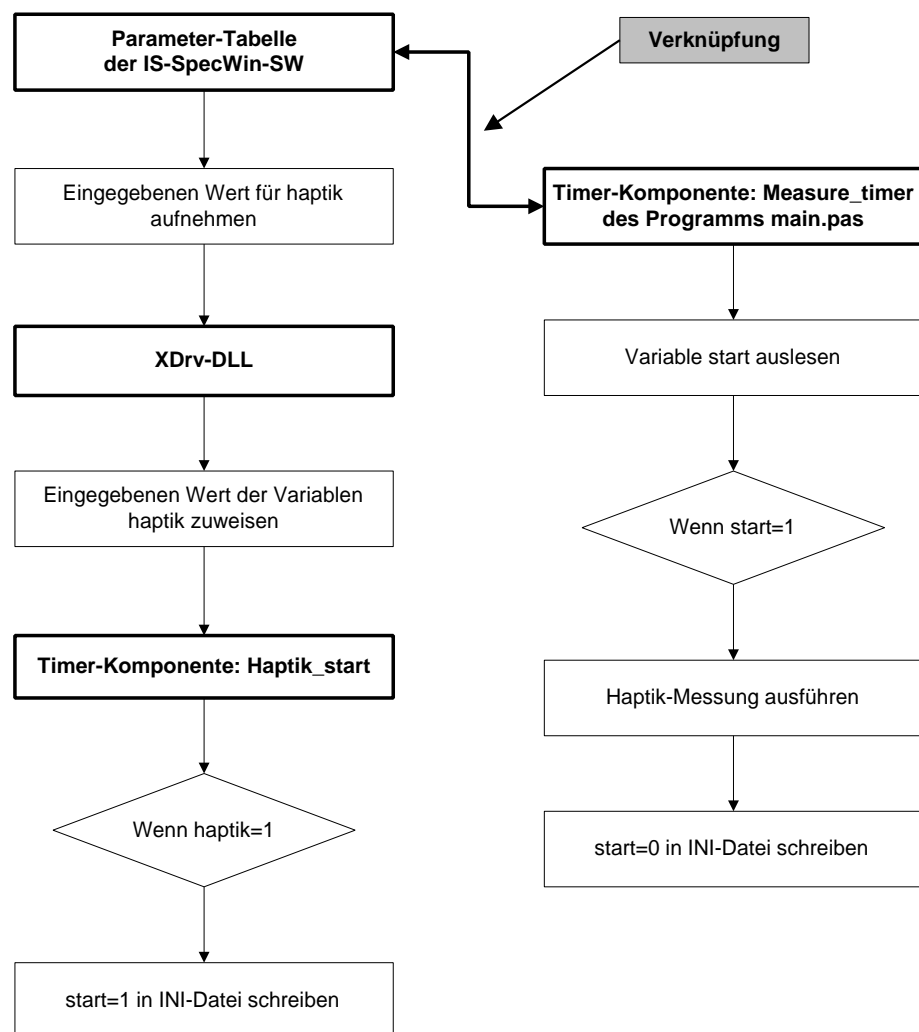 Parameter-Tabelle
der IS-SpecWin-SW
Verknüpfung
Eingegebenen Wert für haptik
aufnehmen
Timer-Komponente: Measure_timer
des Programms main.pas
XDrv-DLL
Variable start auslesen
Eingegebenen Wert der Variablen
haptik zuweisen
Wenn start=1
Timer-Komponente: Haptik_start
Haptik-Messung ausführen
Wenn haptik=1
start=0 in INI-Datei schreiben
start=1 in INI-Datei schreiben